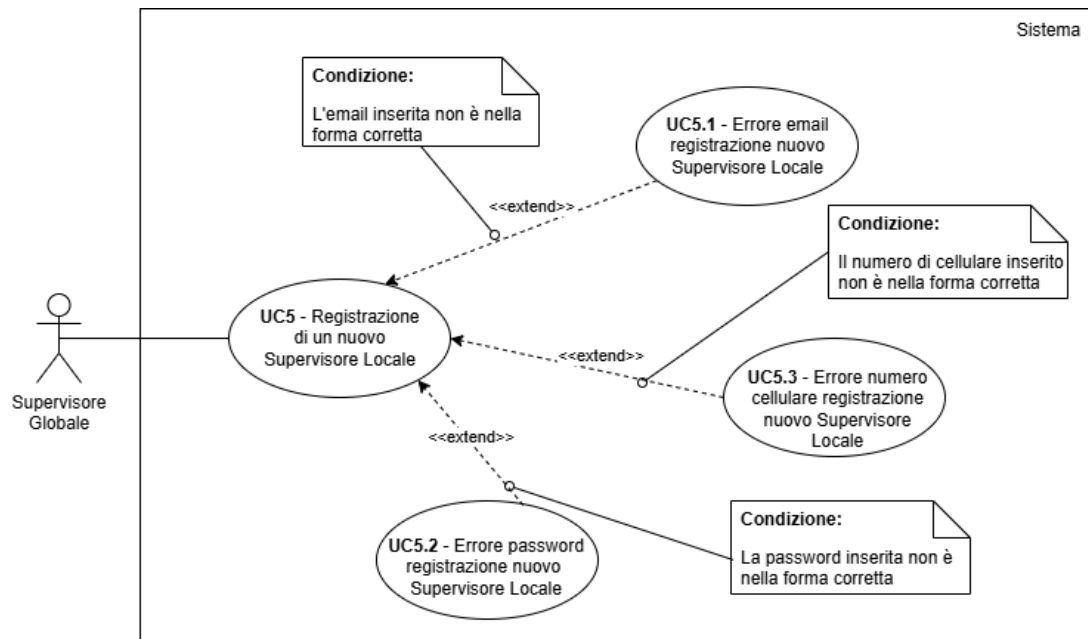 Sistema
Condizione:
L'email inserita non è nella
forma corretta
UC5.1 - Errore email
registrazione nuovo
Supervisore Locale
<<extend>>
Condizione:
Il numero di cellulare inserito
non è nella forma corretta
UC5 - Registrazione
di un nuovo
Supervisore Locale
<<extend>>
UC5.3 - Errore numero
cellulare registrazione
nuovo Supervisore
Locale
Supervisore
Globale
<<extend>>
Condizione:
La password inserita non è
nella forma corretta
UC5.2 - Errore password
registrazione nuovo
Supervisore Locale